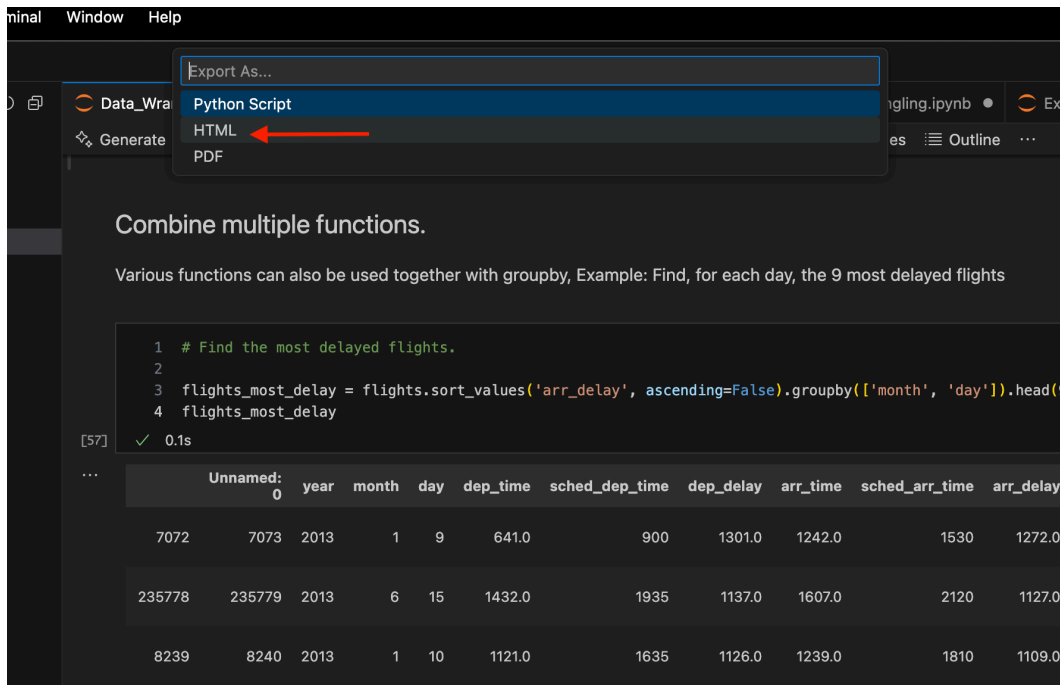 minal Window Help
Export As...
Data_Wra Python Script ngling.ipynb Ex
Generate HTML es Outline ...
PDF
Combine multiple functions.
Various functions can also be used together with groupby, Example: Find, for each day, the 9 most delayed flights
1 # Find the most delayed flights.
2
3 flights_most_delay = flights.sort_values('arr_delay', ascending=False).groupby(['month', 'day']).head(
4 flights_most_delay
[57] ✓ 0.1s
...
Unnamed: 0 year month day dep_time sched_dep_time dep_delay arr_time sched_arr_time arr_delay
7072 7073 2013 1 9 641.0 900 1301.0 1242.0 1530 1272.0
235778 235779 2013 6 15 1432.0 1935 1137.0 1607.0 2120 1127.0
8239 8240 2013 1 10 1121.0 1635 1126.0 1239.0 1810 1109.0